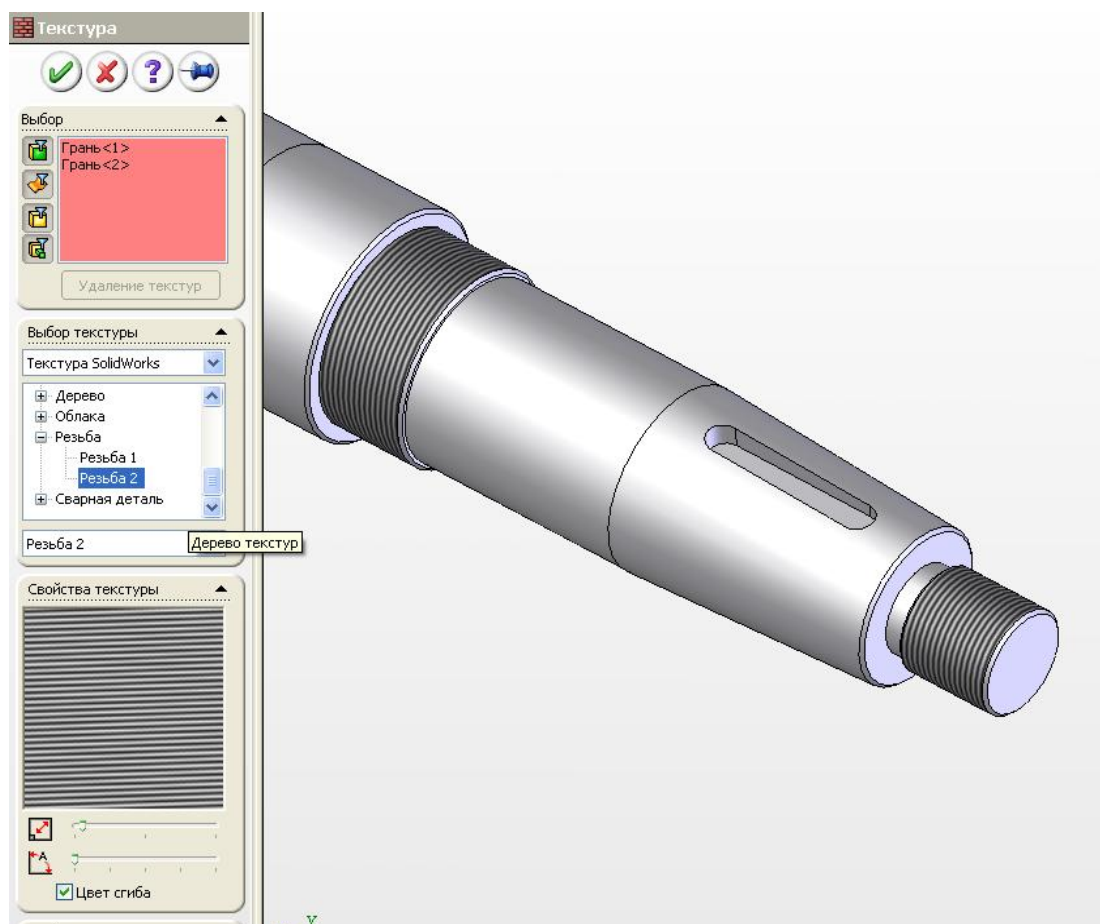 Текстура
?
Выбор
Грань<1>
Грань<2>
Удаление текстур
Выбор текстуры
Текстура SolidWorks
Дерево
Облака
Резьба
Резьба 1
Резьба 2
Сварная деталь
Резьба 2
Дерево текстур
Свойства текстуры
A
Цвет сгиба
Y